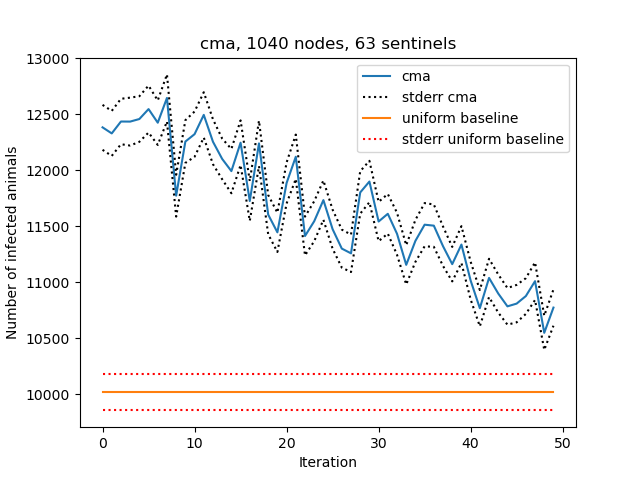 cma, 1040 nodes, 63 sentinels
cma
stderr cma
uniform baseline
stderr uniform baseline
Number of infected animals
13000
12500
12000
11500
11000
10500
10000
0 10 20 30 40 50
Iteration